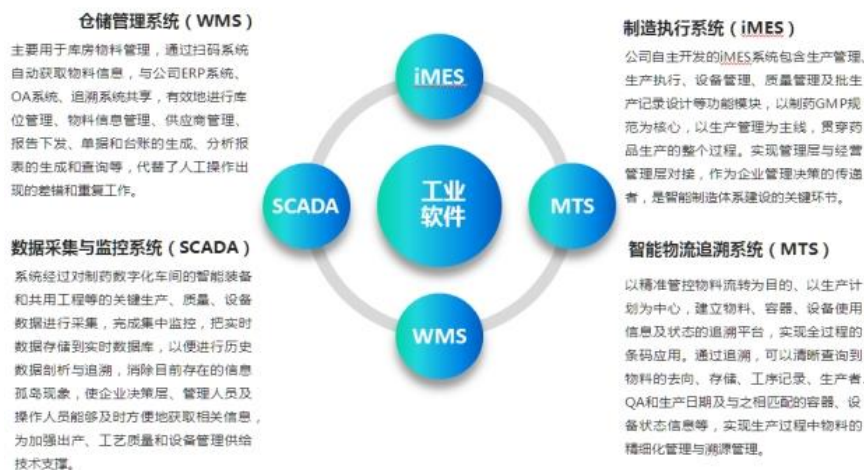 仓储管理系统（WMS）
主要用于库房物料管理，通过扫码系统
自动获取物料信息，与公司ERP系统、
OA系统、追溯系统共享，有效地进行库
位管理、物料信息管理、供应商管理、
报告下发、单据和台账的生成、分析报
表的生成和查询等，代替了人工操作出
现的差错和重复工作。
数据采集与监控系统（SCADA）
系统经过对制药数字化车间的智能装备
和共用工程等的关键生产、质量、设备
数据进行采集，完成集中监控，把实时
数据存储到实时数据库，以便进行历史
数据剖析与追溯，消除目前存在的信息
孤岛现象，使企业决策层、管理人员及
操作人员能够及时方便地获取相关信息，
为加强出产、工艺质量和设备管理供给
技术支撑。
iMES
SCADA
工业
软件
MTS
WMS
制造执行系统（iMES）
公司自主开发的iMES系统包含生产管理、
生产执行、设备管理、质量管理及批生
产记录设计等功能模块，以制药GMP规
范为核心，以生产管理为主线，贯穿药
品生产的整个过程。实现管理层与经营
管理层对接，作为企业管理决策的传递
者，是智能制造体系建设的关键环节。
智能物流追溯系统（MTS）
以精准管控物料流转为目的、以生产计
划为中心，建立物料、容器、设备使用
信息及状态的追溯平台，实现全过程的
条码应用。通过追溯，可以清晰查询到
物料的去向、存储、工序记录、生产者、
QA和生产日期及与之相匹配的容器、设
备状态信息等，实现生产过程中物料的
精细化管理与溯源管理。